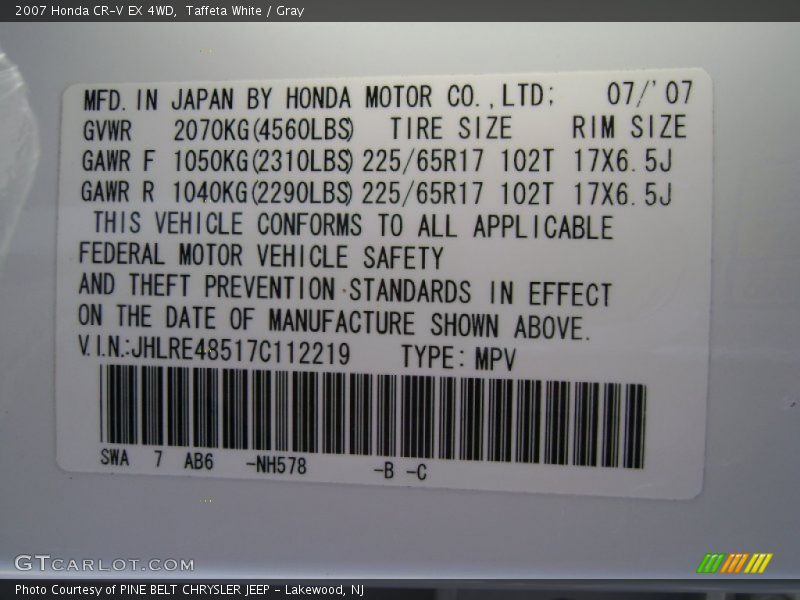 2007 Honda CR-V EX 4WD, Taffeta White / Gray
MFD. IN JAPAN BY HONDA MOTOR CO., LTD; 07/'07
GVWR 2070KG(4560LBS) TIRE SIZE RIM SIZE
GAWR F 1050KG(2310LBS) 225/65R17 102T 17X6.5J
GAWR R 1040KG(2290LBS) 225/65R17 102T 17X6.5J
THIS VEHICLE CONFORMS TO ALL APPLICABLE
FEDERAL MOTOR VEHICLE SAFETY
AND THEFT PREVENTION STANDARDS IN EFFECT
ON THE DATE OF MANUFACTURE SHOWN ABOVE.
V.I.N.:JHLRE48517C112219 TYPE: MPV
SWA 7 AB6 -NH578 -B -C
GTCARLOT.COM
Photo Courtesy of PINE BELT CHRYSLER JEEP - Lakewood, NJ